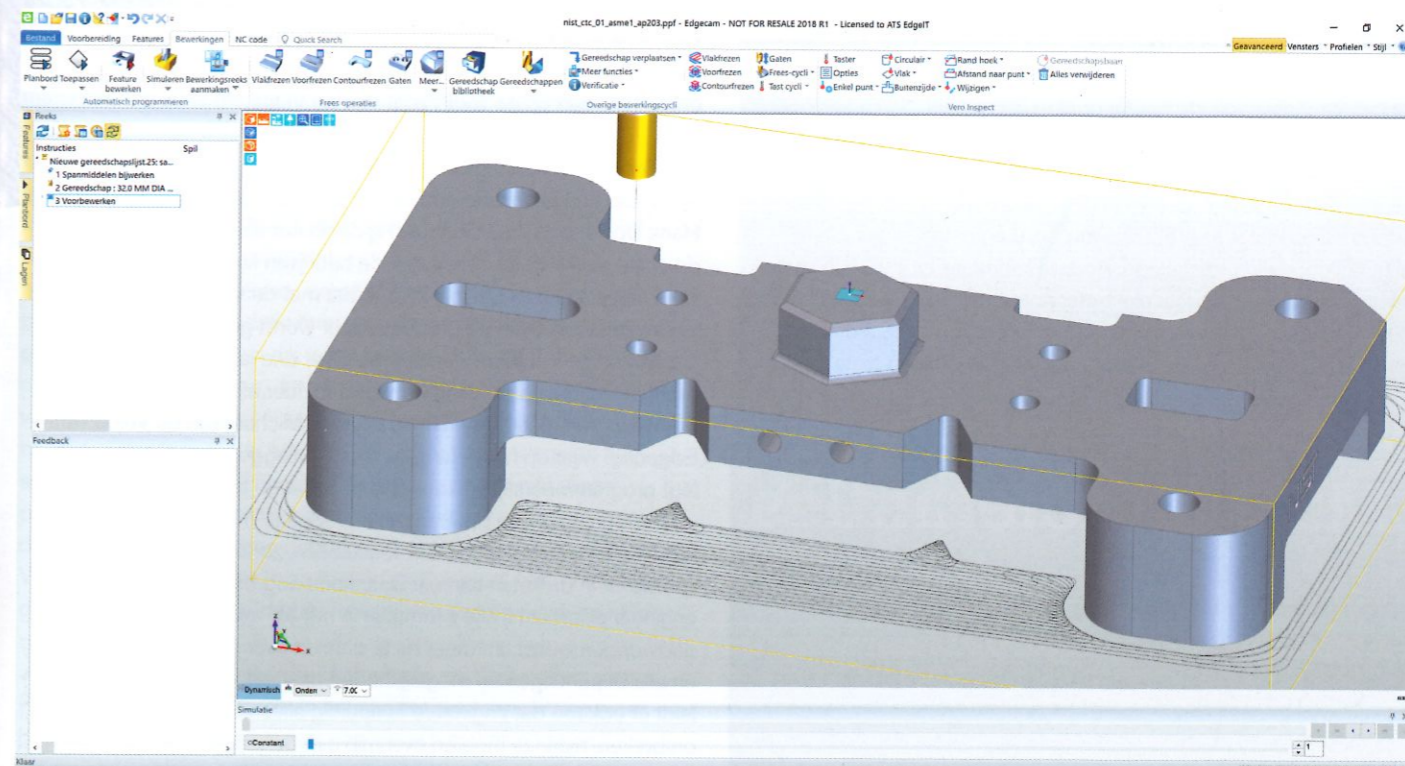 nist_ctc_01_asme1_ap203.ppf - Edgecam - NOT FOR RESALE 2018 R1 - Licensed to ATS EdgeIT
Bestand Voorbereiding Features Bewerkingen NC code Quick Search
Geavanceerd Vensters Profielen Stijl
Planbord Toepassen Feature bewerken Simuleren Bewerkingsreeks aanmaken
Automatisch programmeren
Vlakfrezen Voorfrezen Contourfrezen Gaten Meer...
Frees operaties
Gereedschap bibliotheek Gereedschappen
Gereedschap verplaatsen
Meer functies
Verificatie
Overige bewerkingscycli
Vlakfrezen Gaten Taster Circulair Rand hoek Gereedschapsbaan
Voorfrezen Frees-cycli Opties Vlak Afstand naar punt Alles verwijderen
Contourfrezen Tast cycli Enkel punt Buitenzijde Wijzigen
Vero Inspect
Reeks
Features
Planbord
Lagen
Instructies Spil
Nieuwe gereedschapslijst.25: sa...
1 Spanmiddelen bijwerken
2 Gereedschap : 32.0 MM DIA ...
3 Voorbewerken
Feedback
Z
X
Dynamisch Onden 7.0(
Simulatie
<Constant
1
Klaar